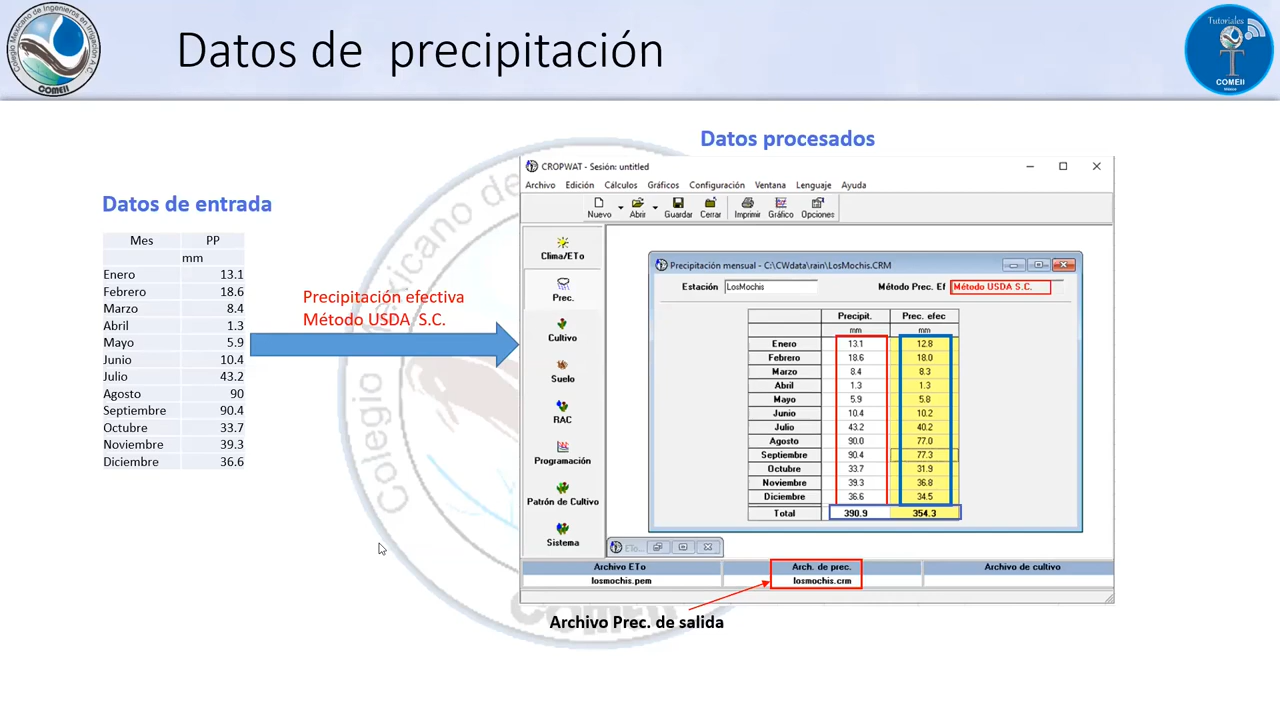 Colegio Mexicano de Ingenieros en Irrigación A.C.
COMEII
Datos de precipitación
Tutoriales
COMEII
Datos procesados
Datos de entrada
Mes PP
mm
Enero 13.1
Febrero 18.6
Marzo 8.4
Abril 1.3
Mayo 5.9
Junio 10.4
Julio 43.2
Agosto 90
Septiembre 90.4
Octubre 33.7
Noviembre 39.3
Diciembre 36.6
Precipitación efectiva
Método USDA S.C.
CROPWAT - Sesión: untitled
Archivo Edición Cálculos Gráficos Configuración Ventana Lenguaje Ayuda
Nuevo Abrir Guardar Cerrar Imprimir Gráfico Opciones
Clima/ETo
Prec.
Cultivo
Suelo
RAC
Programación
Patrón de Cultivo
Sistema
Precipitación mensual - C:\CWdata\rain\LosMochis.CRM
Estación LosMochis Método Prec. Ef Método USDA S.C.
Precipit. Prec. efec
mm mm
Enero 13.1 12.8
Febrero 18.6 18.0
Marzo 8.4 8.3
Abril 1.3 1.3
Mayo 5.9 5.8
Junio 10.4 10.2
Julio 43.2 40.2
Agosto 90.0 77.0
Septiembre 90.4 77.3
Octubre 33.7 31.9
Noviembre 39.3 36.8
Diciembre 36.6 34.5
Total 390.9 354.3
ETo...
Archivo ETo Arch. de prec. Archivo de cultivo
losmochis.pem losmochis.crm
Archivo Prec. de salida